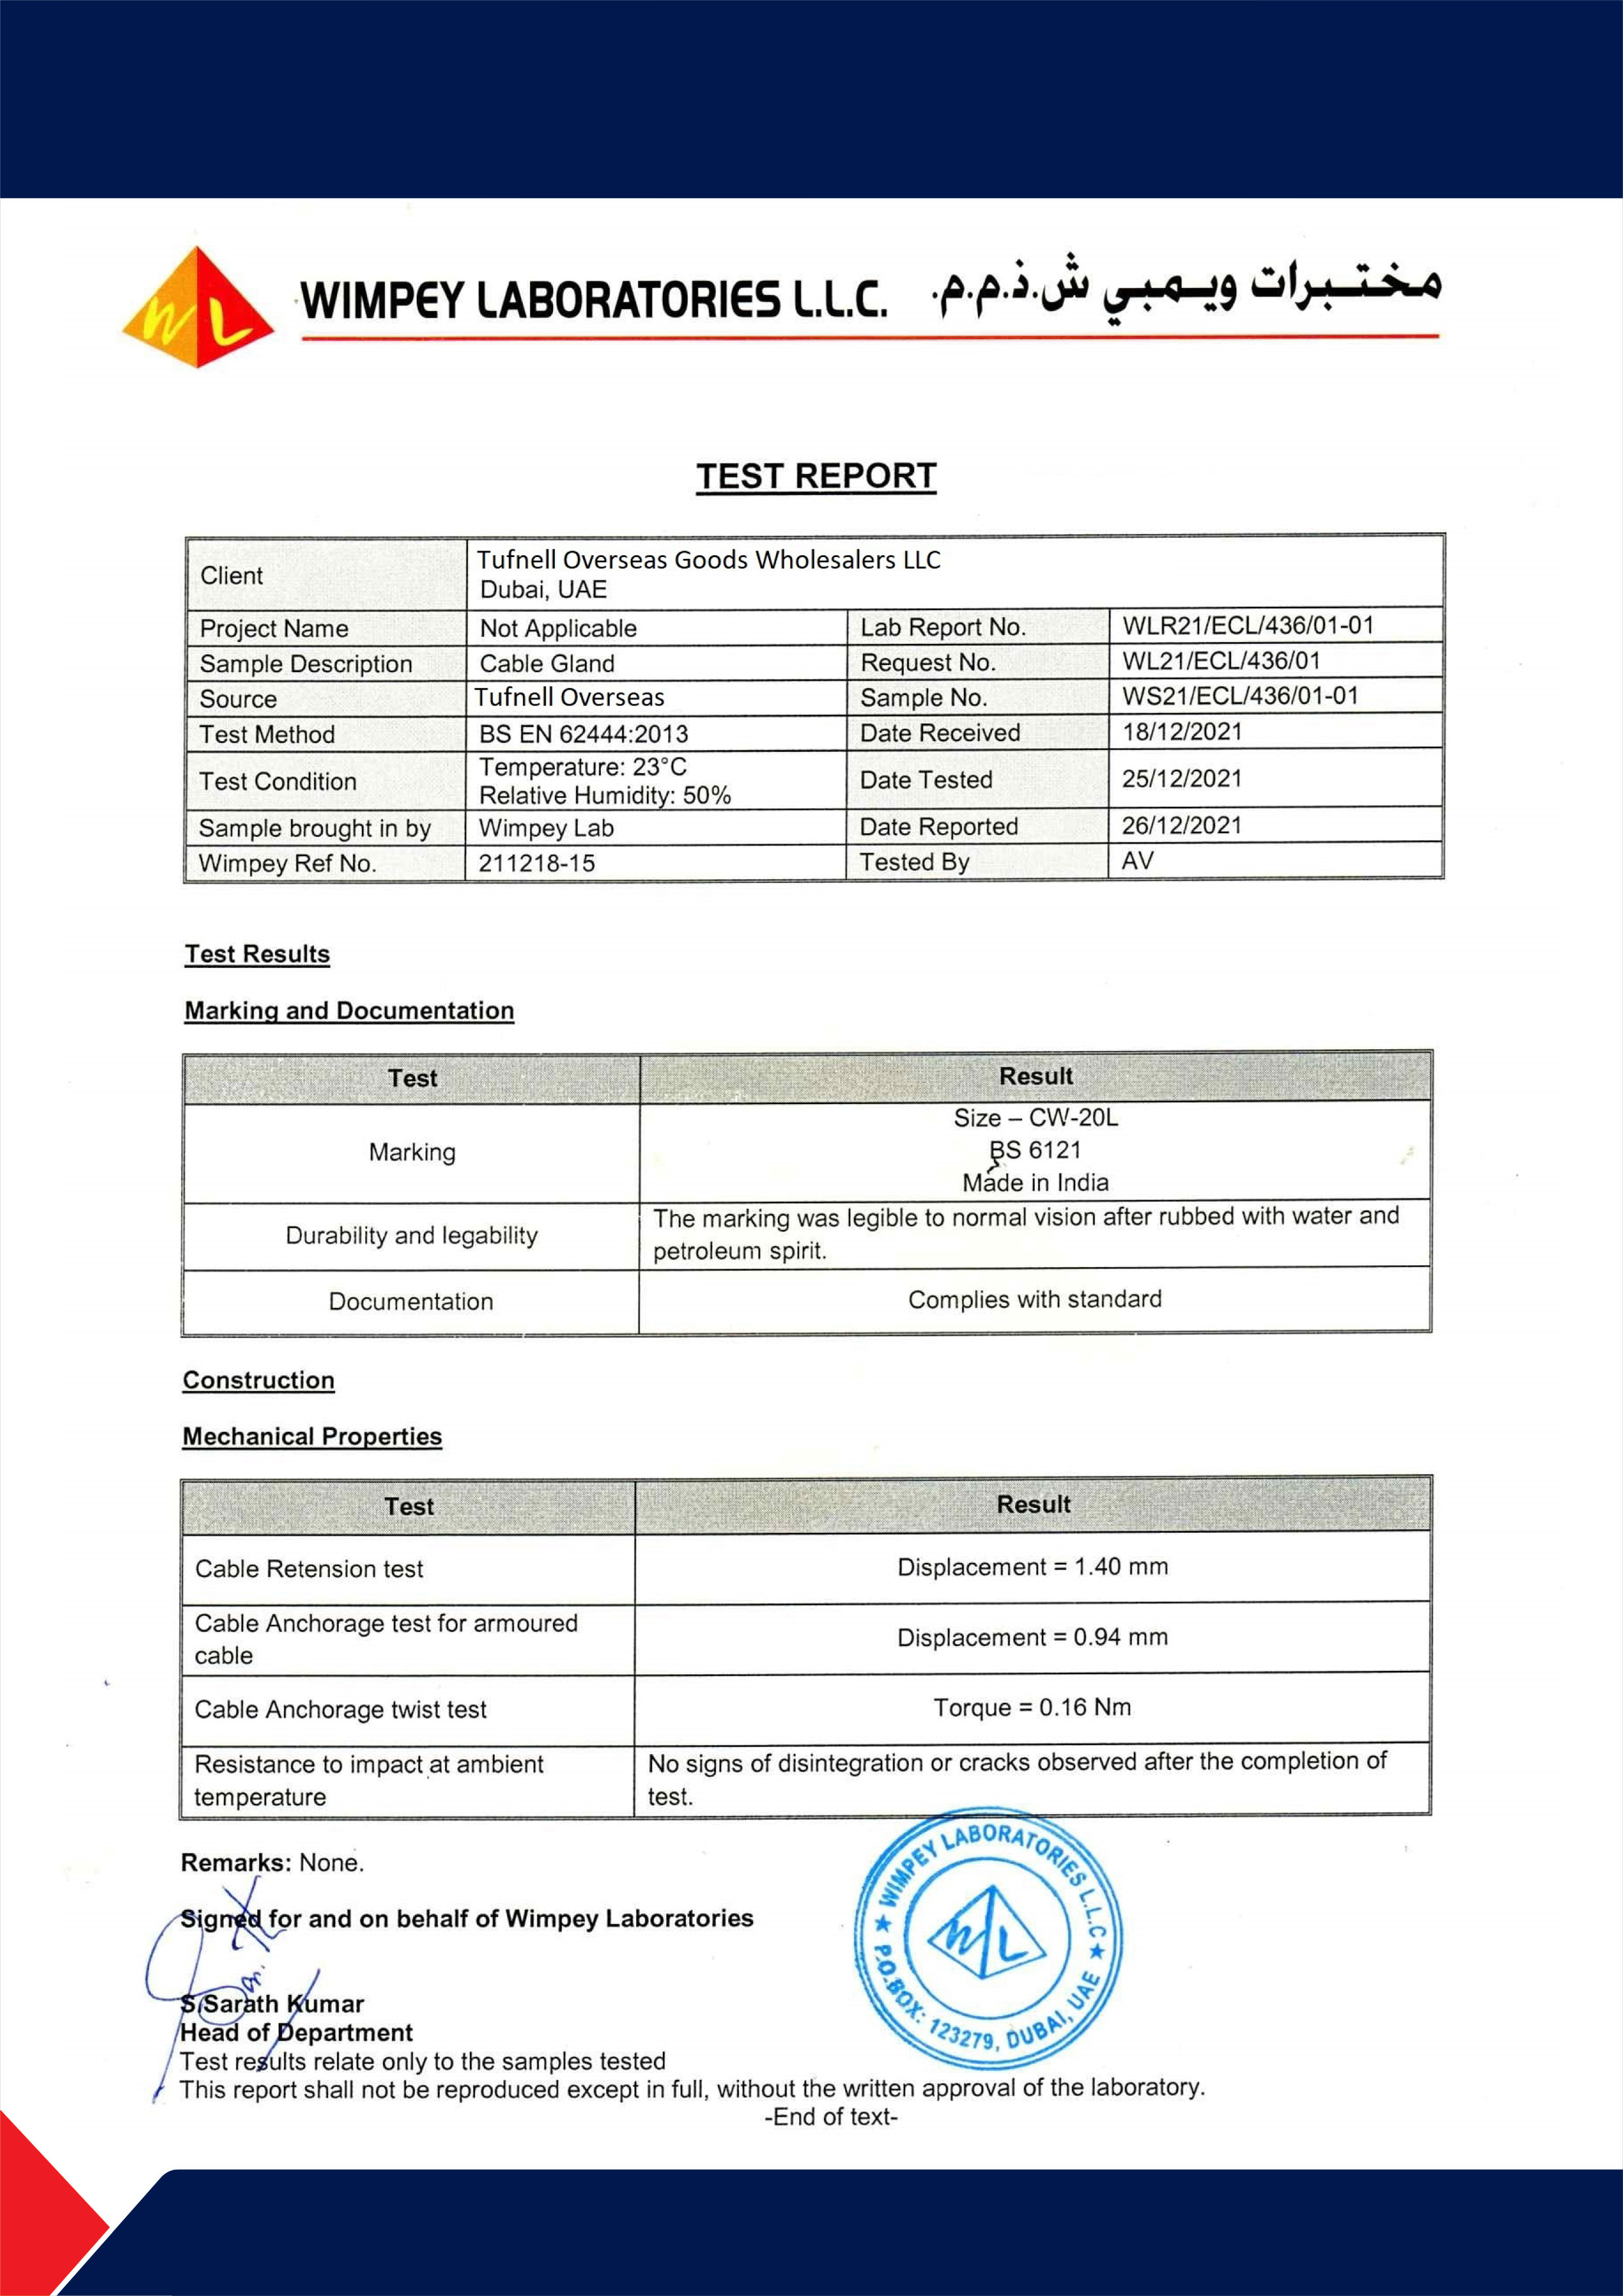 WL
WIMPEY LABORATORIES L.L.C. مختبرات ويمبي ش.ذ.م.م.
TEST REPORT
Client Tufnell Overseas Goods Wholesalers LLC
Dubai, UAE
Project Name Not Applicable Lab Report No. WLR21/ECL/436/01-01
Sample Description Cable Gland Request No. WL21/ECL/436/01
Source Tufnell Overseas Sample No. WS21/ECL/436/01-01
Test Method BS EN 62444:2013 Date Received 18/12/2021
Test Condition Temperature: 23°C
Relative Humidity: 50% Date Tested 25/12/2021
Sample brought in by Wimpey Lab Date Reported 26/12/2021
Wimpey Ref No. 211218-15 Tested By AV
Test Results
Marking and Documentation
Test Result
Marking Size – CW-20L
BS 6121
Made in India
Durability and legability The marking was legible to normal vision after rubbed with water and
petroleum spirit.
Documentation Complies with standard
Construction
Mechanical Properties
Test Result
Cable Retension test Displacement = 1.40 mm
Cable Anchorage test for armoured
cable Displacement = 0.94 mm
Cable Anchorage twist test Torque = 0.16 Nm
Resistance to impact at ambient
temperature No signs of disintegration or cracks observed after the completion of
test.
Remarks: None.
Signed for and on behalf of Wimpey Laboratories
S.Sarath Kumar
Head of Department
Test results relate only to the samples tested
This report shall not be reproduced except in full, without the written approval of the laboratory.
-End of text-
★ WIMPEY LABORATORIES L.L.C ★
P.O.BOX: 123279, DUBAI, UAE
WL